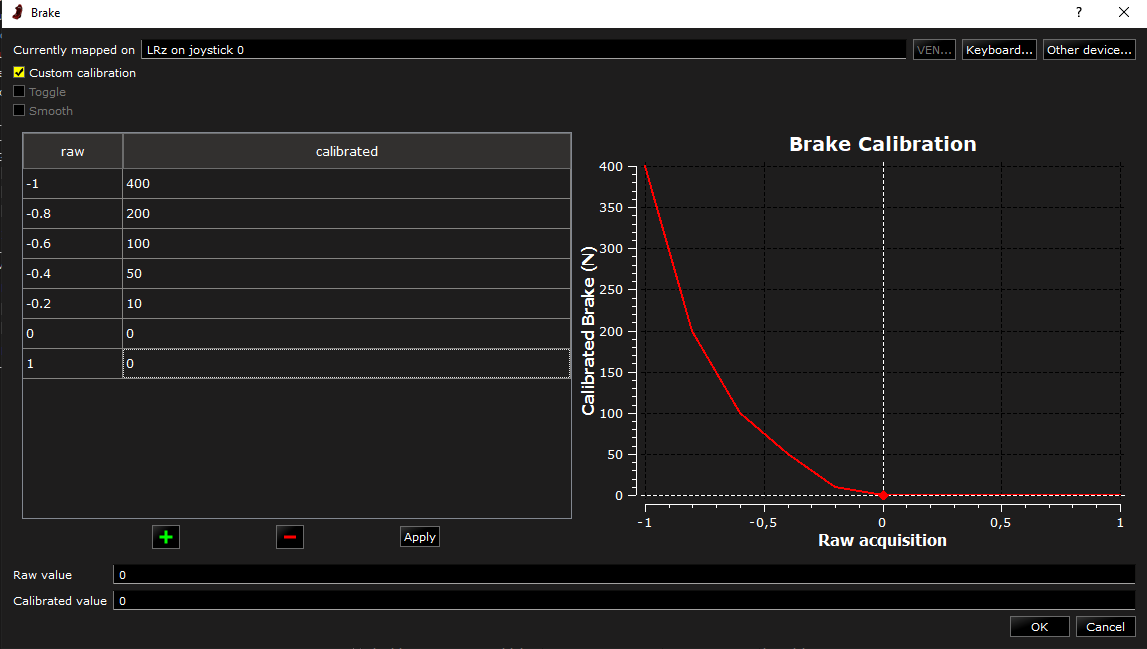 Brake
?
Currently mapped on LRz on joystick 0 VEN... Keyboard... Other device...
Custom calibration
Toggle
Smooth
raw calibrated
-1 400
-0.8 200
-0.6 100
-0.4 50
-0.2 10
0 0
1 0
Apply
Brake Calibration
Calibrated Brake (N)
400
350
300
250
200
150
100
50
0
-1 -0,5 0 0,5 1
Raw acquisition
Raw value 0
Calibrated value 0
OK Cancel